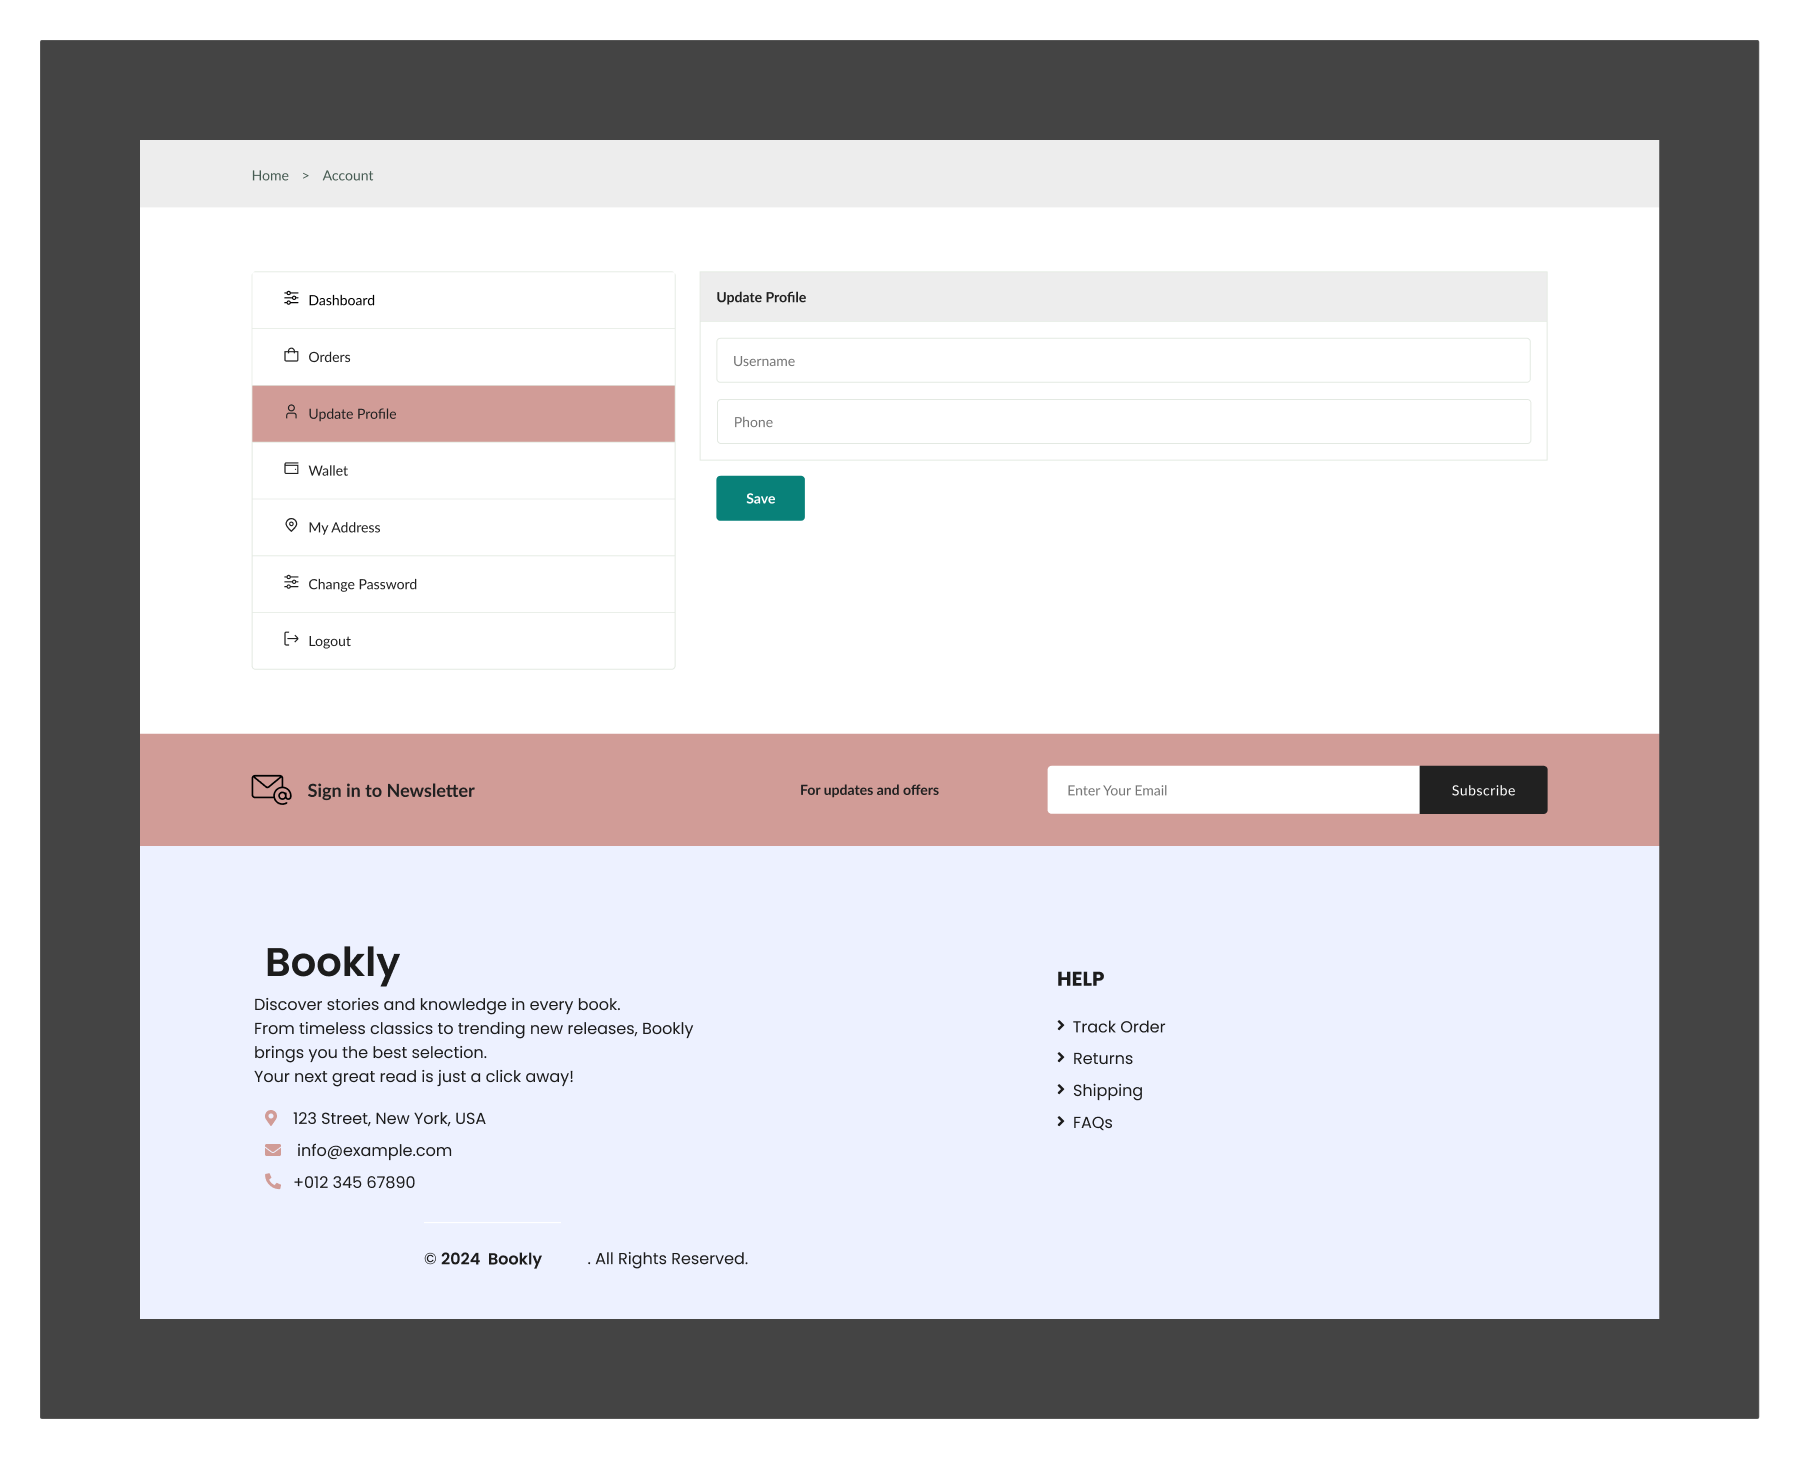 Home > Account
Dashboard
Orders
Update Profile
Wallet
My Address
Change Password
Logout
Update Profile
Username
Phone
Save
Sign in to Newsletter
For updates and offers
Enter Your Email
Subscribe
Bookly
Discover stories and knowledge in every book.
From timeless classics to trending new releases, Bookly
brings you the best selection.
Your next great read is just a click away!
123 Street, New York, USA
info@example.com
+012 345 67890
HELP
Track Order
Returns
Shipping
FAQs
© 2024 Bookly . All Rights Reserved.